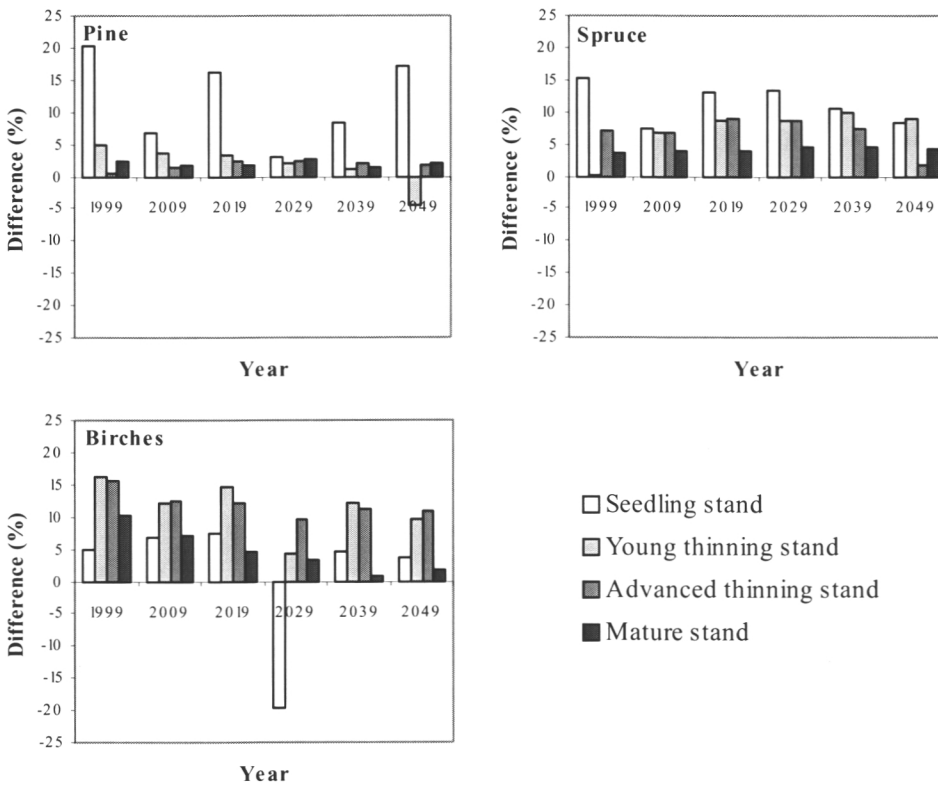 Pine
Difference (%)
25
20
15
10
5
0
-5
-10
-15
-20
-25
1999 2009 2019 2029 2039 2049
Year
Spruce
Difference (%)
25
20
15
10
5
0
-5
-10
-15
-20
-25
1999 2009 2019 2029 2039 2049
Year
Birches
Difference (%)
25
20
15
10
5
0
-5
-10
-15
-20
-25
1999 2009 2019 2029 2039 2049
Year
Seedling stand
Young thinning stand
Advanced thinning stand
Mature stand